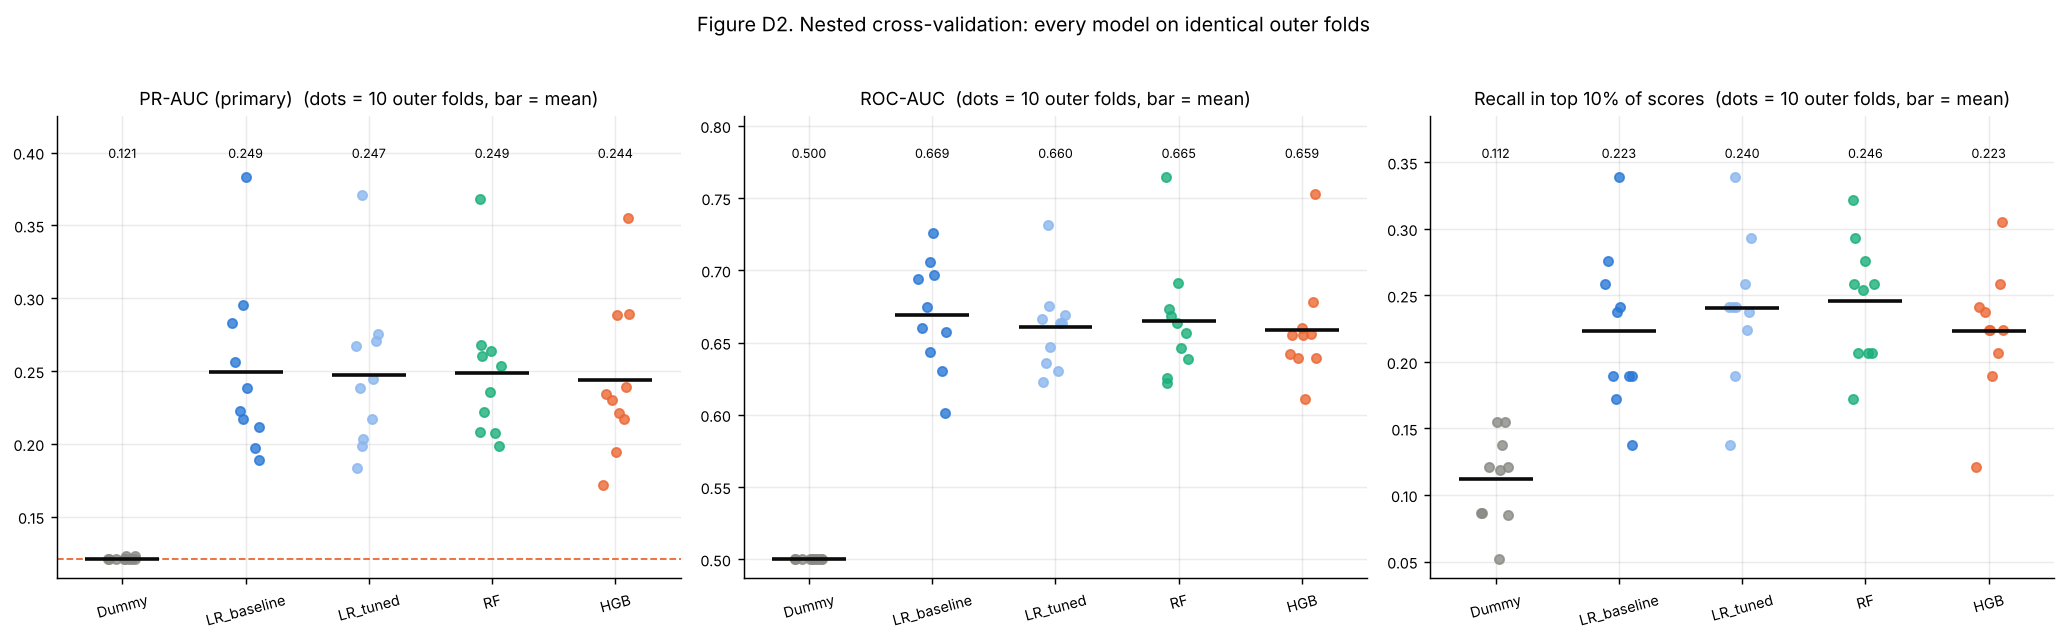 Figure D2. Nested cross-validation: every model on identical outer folds
PR-AUC (primary)  (dots = 10 outer folds, bar = mean)
0.40
0.35
0.30
0.25
0.20
0.15
0.121
0.249
0.247
0.249
0.244
Dummy
LR_baseline
LR_tuned
RF
HGB
ROC-AUC  (dots = 10 outer folds, bar = mean)
0.80
0.75
0.70
0.65
0.60
0.55
0.50
0.500
0.669
0.660
0.665
0.659
Dummy
LR_baseline
LR_tuned
RF
HGB
Recall in top 10% of scores  (dots = 10 outer folds, bar = mean)
0.35
0.30
0.25
0.20
0.15
0.10
0.05
0.112
0.223
0.240
0.246
0.223
Dummy
LR_baseline
LR_tuned
RF
HGB